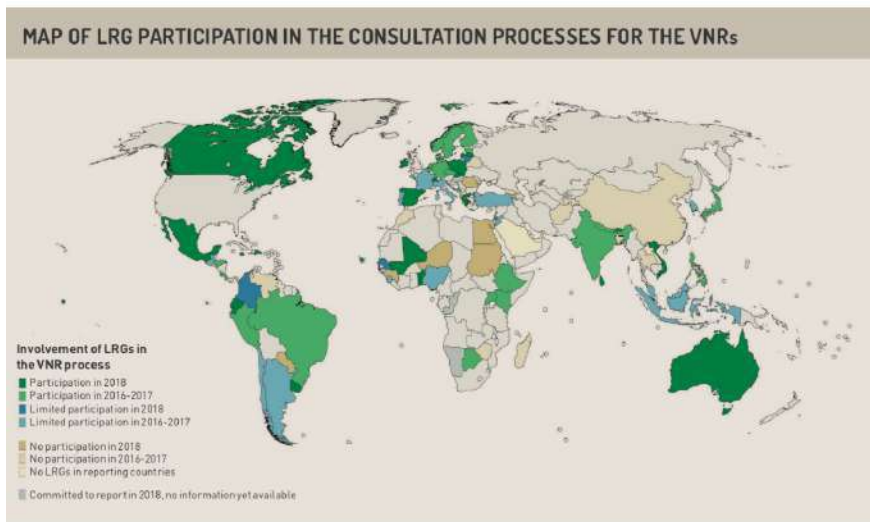 MAP OF LRG PARTICIPATION IN THE CONSULTATION PROCESSES FOR THE VNRs
Involvement of LRGs in
the VNR process
Participation in 2018
Participation in 2016-2017
Limited participation in 2018
Limited participation in 2016-2017
No participation in 2018
No participation in 2016-2017
No LRGs in reporting countries
Committed to report in 2018, no information yet available